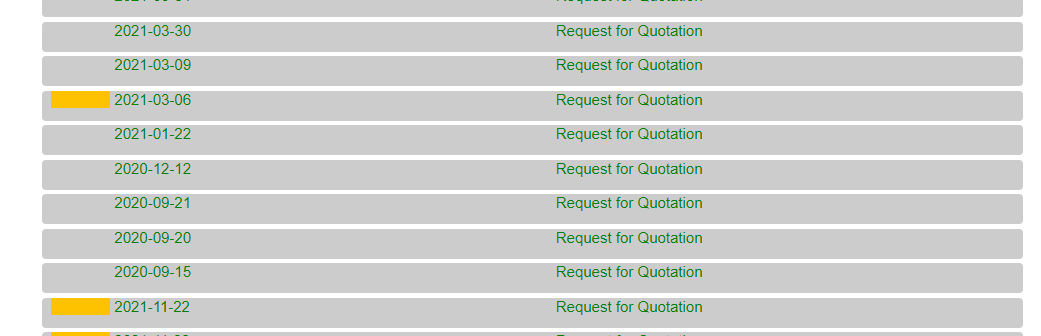 2021-03-30 Request for Quotation
2021-03-09 Request for Quotation
2021-03-06 Request for Quotation
2021-01-22 Request for Quotation
2020-12-12 Request for Quotation
2020-09-21 Request for Quotation
2020-09-20 Request for Quotation
2020-09-15 Request for Quotation
2021-11-22 Request for Quotation